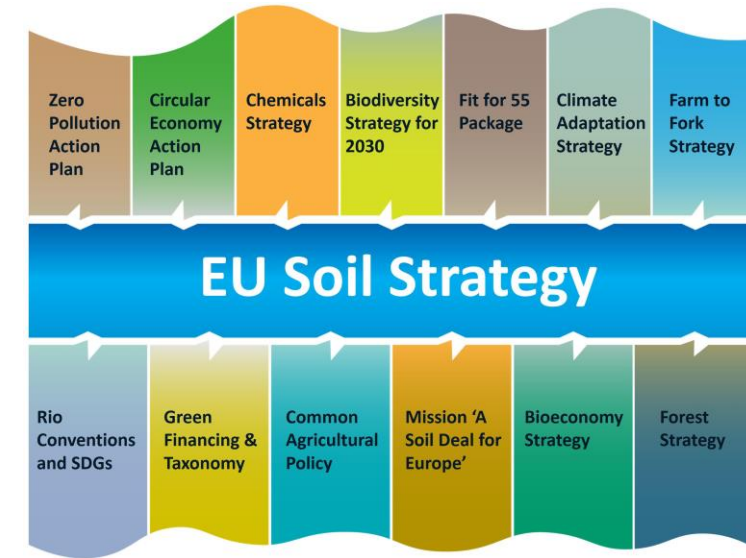 Zero
Pollution
Action
Plan
Circular
Economy
Action
Plan
Chemicals
Strategy
Biodiversity
Strategy for
2030
Fit for 55
Package
Climate
Adaptation
Strategy
Farm to
Fork
Strategy
EU Soil Strategy
Rio
Conventions
and SDGs
Green
Financing &
Taxonomy
Common
Agricultural
Policy
Mission ‘A
Soil Deal for
Europe’
Bioeconomy
Strategy
Forest
Strategy